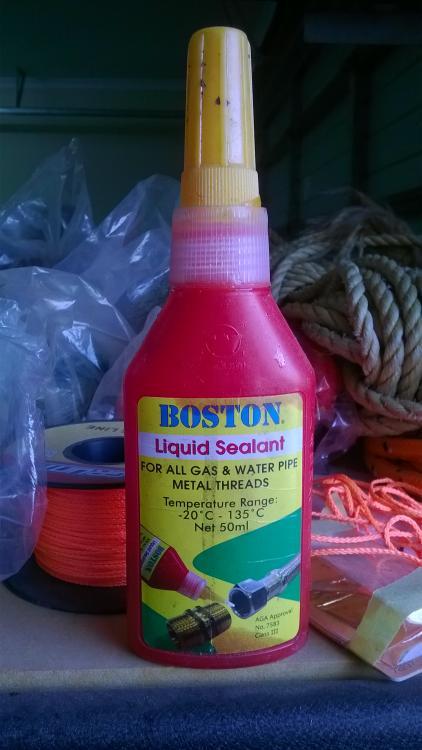 BOSTON
Liquid Sealant
FOR ALL GAS & WATER PIPE
METAL THREADS
Temperature Range:
-20°C - 135°C
Net 50ml
BOSTON
AGA Approval
No. 7583
Class III